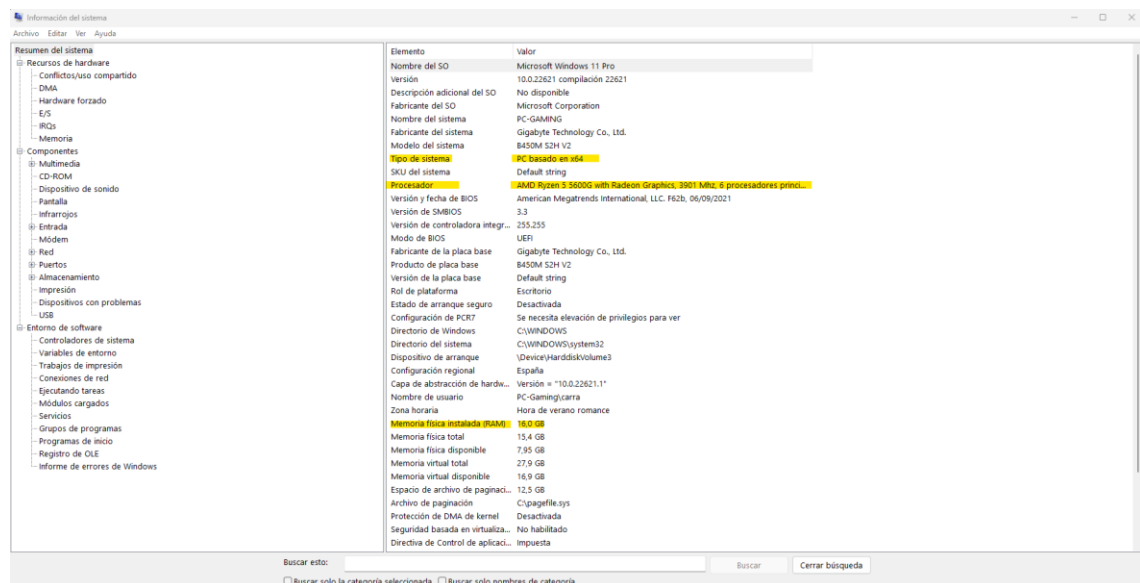 Información del sistema
Archivo Editar Ver Ayuda
Resumen del sistema
Recursos de hardware
Conflictos/uso compartido
DMA
Hardware forzado
E/S
IRQs
Memoria
Componentes
Multimedia
CD-ROM
Dispositivo de sonido
Pantalla
Infrarrojos
Entrada
Módem
Red
Puertos
Almacenamiento
Impresión
Dispositivos con problemas
USB
Entorno de software
Controladores de sistema
Variables de entorno
Trabajos de impresión
Conexiones de red
Ejecutando tareas
Módulos cargados
Servicios
Grupos de programas
Programas de inicio
Registro de OLE
Informe de errores de Windows
Elemento Valor
Nombre del SO Microsoft Windows 11 Pro
Versión 10.0.22621 compilación 22621
Descripción adicional del SO No disponible
Fabricante del SO Microsoft Corporation
Nombre del sistema PC-GAMING
Fabricante del sistema Gigabyte Technology Co., Ltd.
Modelo del sistema B450M S2H V2
Tipo de sistema PC basado en x64
SKU del sistema Default string
Procesador AMD Ryzen 5 5600G with Radeon Graphics, 3901 Mhz, 6 procesadores princi...
Versión y fecha de BIOS American Megatrends International, LLC. F62b, 06/09/2021
Versión de SMBIOS 3.3
Versión de controladora integr... 255.255
Modo de BIOS UEFI
Fabricante de la placa base Gigabyte Technology Co., Ltd.
Producto de placa base B450M S2H V2
Versión de la placa base Default string
Rol de plataforma Escritorio
Estado de arranque seguro Desactivada
Configuración de PCR7 Se necesita elevación de privilegios para ver
Directorio de Windows C:\WINDOWS
Directorio del sistema C:\WINDOWS\system32
Dispositivo de arranque \Device\HarddiskVolume3
Configuración regional España
Capa de abstracción de hardw... Versión = "10.0.22621.1"
Nombre de usuario PC-Gaming\carra
Zona horaria Hora de verano romance
Memoria física instalada (RAM) 16,0 GB
Memoria física total 15,4 GB
Memoria física disponible 7,95 GB
Memoria virtual total 27,9 GB
Memoria virtual disponible 16,9 GB
Espacio de archivo de paginaci... 12,5 GB
Archivo de paginación C:\pagefile.sys
Protección de DMA de kernel Desactivada
Seguridad basada en virtualiza... No habilitado
Directiva de Control de aplicaci... Impuesta
Buscar esto: Buscar Cerrar búsqueda
Buscar solo la categoría seleccionada Buscar solo nombres de categoría